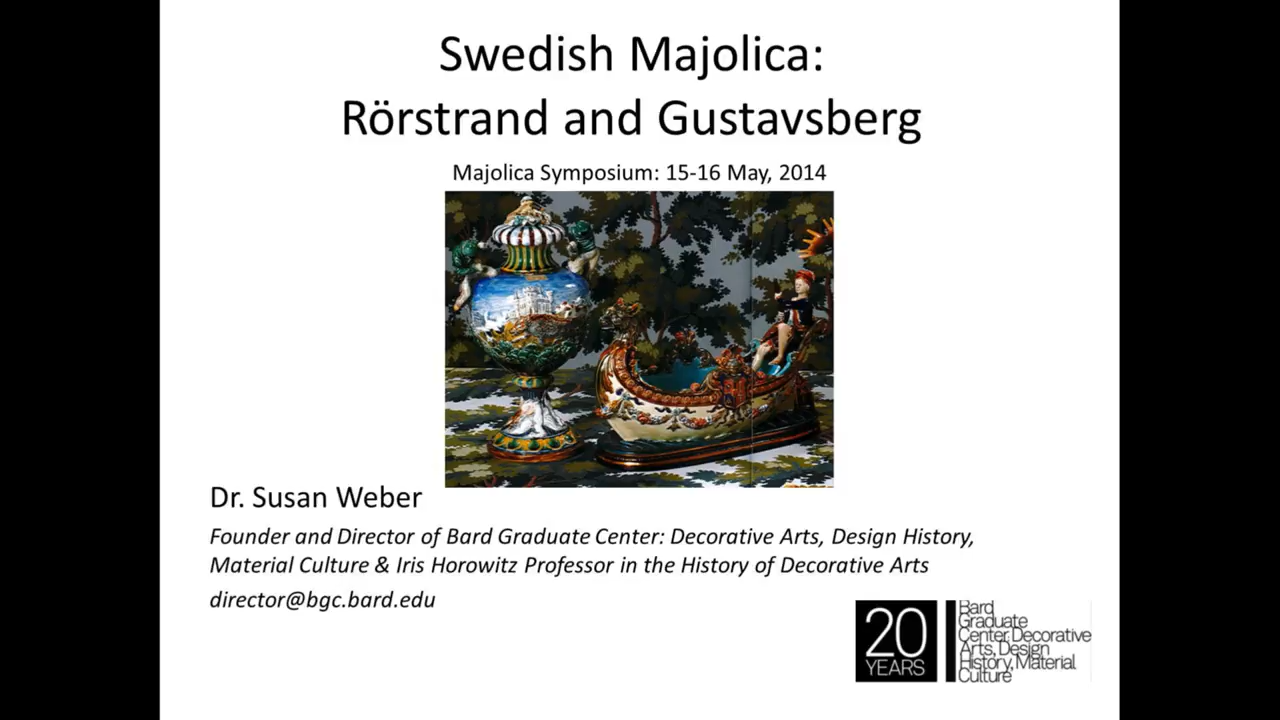 Swedish Majolica:
Rörstrand and Gustavsberg
Majolica Symposium: 15-16 May, 2014
Dr. Susan Weber
Founder and Director of Bard Graduate Center: Decorative Arts, Design History,
Material Culture & Iris Horowitz Professor in the History of Decorative Arts
director@bgc.bard.edu
20
YEARS
Bard
Graduate
Center, Decorative
Arts, Design
History, Material
Culture